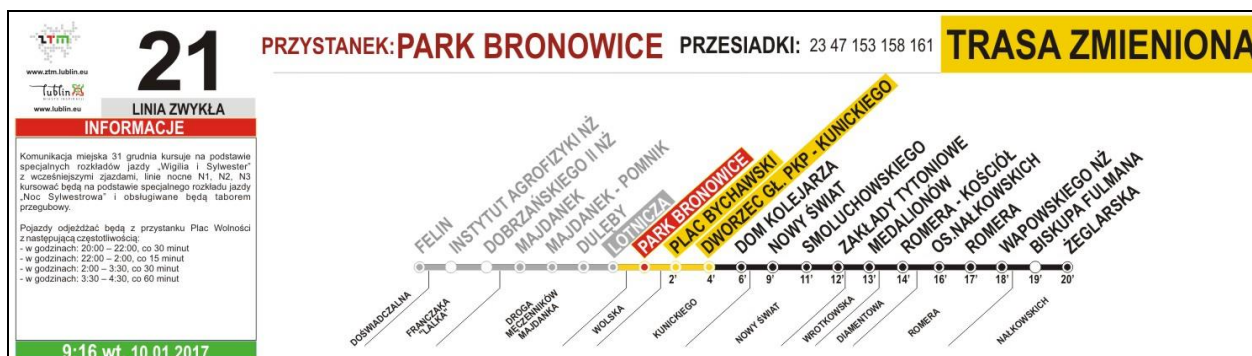 ztm
www.ztm.lublin.eu
lublin
www.lublin.eu
21
LINIA ZWYKŁA
INFORMACJE
Komunikacja miejska 31 grudnia kursuje na podstawie
specjalnych rozkładów jazdy „Wigilia i Sylwester”
z wcześniejszymi zjazdami, linie nocne N1, N2, N3
kursować będą na podstawie specjalnego rozkładu jazdy
„Noc Sylwestrowa” i obsługiwane będą taborem
przegubowy.
Pojazdy odjeżdżać będą z przystanku Plac Wolności
z następującą częstotliwością:
- w godzinach: 20:00 – 22:00, co 30 minut
- w godzinach: 22:00 – 2:00, co 15 minut
- w godzinach: 2:00 – 3:30, co 30 minut
- w godzinach: 3:30 – 4:30, co 60 minut
9:16 wt. 10.01.2017
PRZYSTANEK: PARK BRONOWICE PRZESIADKI: 23 47 153 158 161 TRASA ZMIENIONA
FELIN
INSTYTUT AGROFIZYKI NŻ
DOBRZAŃSKIEGO II NŻ
MAJDANEK
MAJDANEK - POMNIK
DULĘBY
LOTNICZA
PARK BRONOWICE
PLAC BYCHAWSKI
DWORZEC GŁ. PKP - KUNICKIEGO
DOM KOLEJARZA
NOWY ŚWIAT
SMOLUCHOWSKIEGO
ZAKŁADY TYTONIOWE
MEDALIONÓW
ROMERA - KOŚCIÓŁ
OS.NAŁKOWSKICH
ROMERA
WAPOWSKIEGO NŻ
BISKUPA FULMANA
ŻEGLARSKA
2' 4' 6' 9' 11' 12' 13' 14' 16' 17' 18' 19' 20'
DOŚWIADCZALNA
FRANCZAKA
"LALKA"
DROGA
MĘCZENNIKÓW
MAJDANKA
WOLSKA
KUNICKIEGO
NOWY ŚWIAT
WROTKOWSKA
DIAMENTOWA
ROMERA
NAŁKOWSKICH